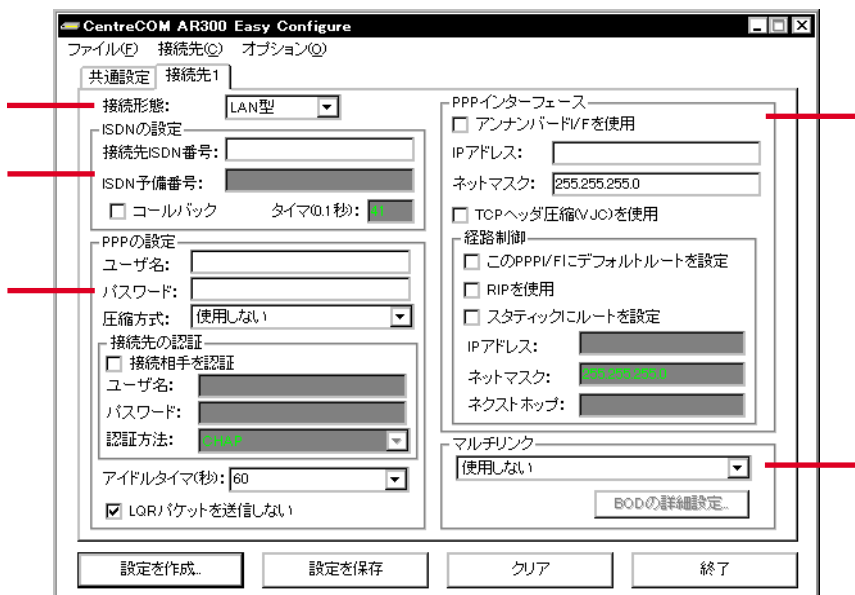 CentreCOM AR300 Easy Configure
ファイル(F) 接続先(C) オプション(O)
共通設定 接続先1
接続形態: LAN型
ISDNの設定
接続先ISDN番号:
ISDN予備番号:
コールバック タイマ(0.1秒): 41
PPPの設定
ユーザ名:
パスワード:
圧縮方式: 使用しない
接続先の認証
接続相手を認証
ユーザ名:
パスワード:
認証方法: CHAP
アイドルタイマ(秒): 60
LQRパケットを送信しない
PPPインターフェース
アンナンバードI/Fを使用
IPアドレス:
ネットマスク: 255.255.255.0
TCPヘッダ圧縮(VJC)を使用
経路制御
このPPPI/Fにデフォルトルートを設定
RIPを使用
スタティックにルートを設定
IPアドレス:
ネットマスク: 255.255.255.0
ネクストホップ:
マルチリンク
使用しない
BODの詳細設定...
設定を作成... 設定を保存 クリア 終了